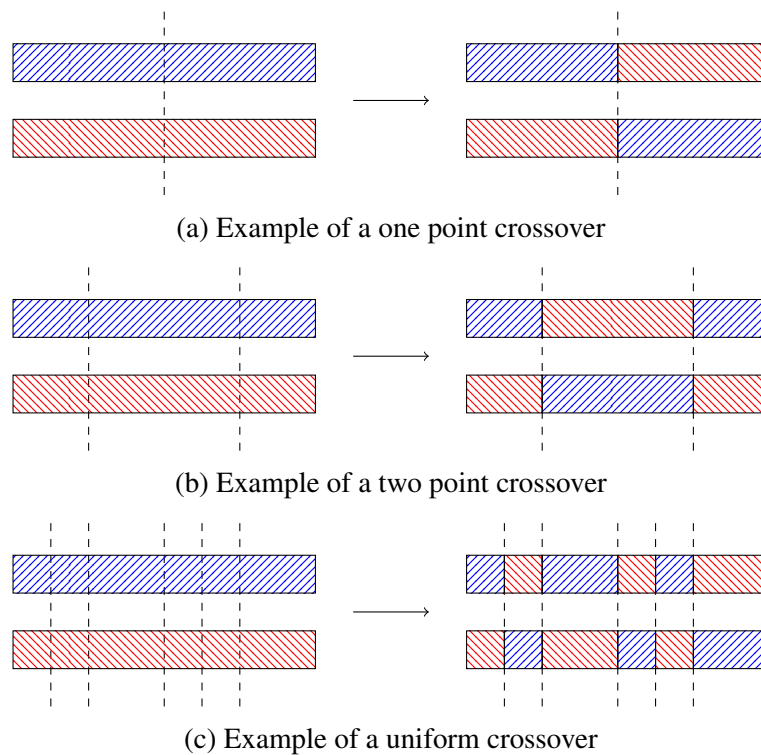 (a) Example of a one point crossover
(b) Example of a two point crossover
(c) Example of a uniform crossover